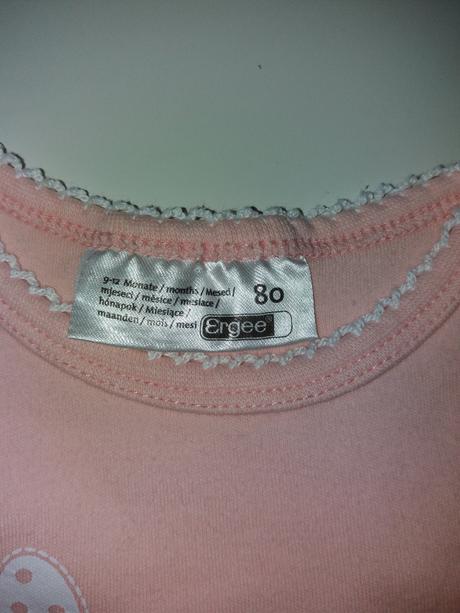 9-12 Monate / months / Mesed /
mjeseci / měsíce / mesiace /
hónapok / Miesiące /
maanden / mois / mesi
80
Ergee®